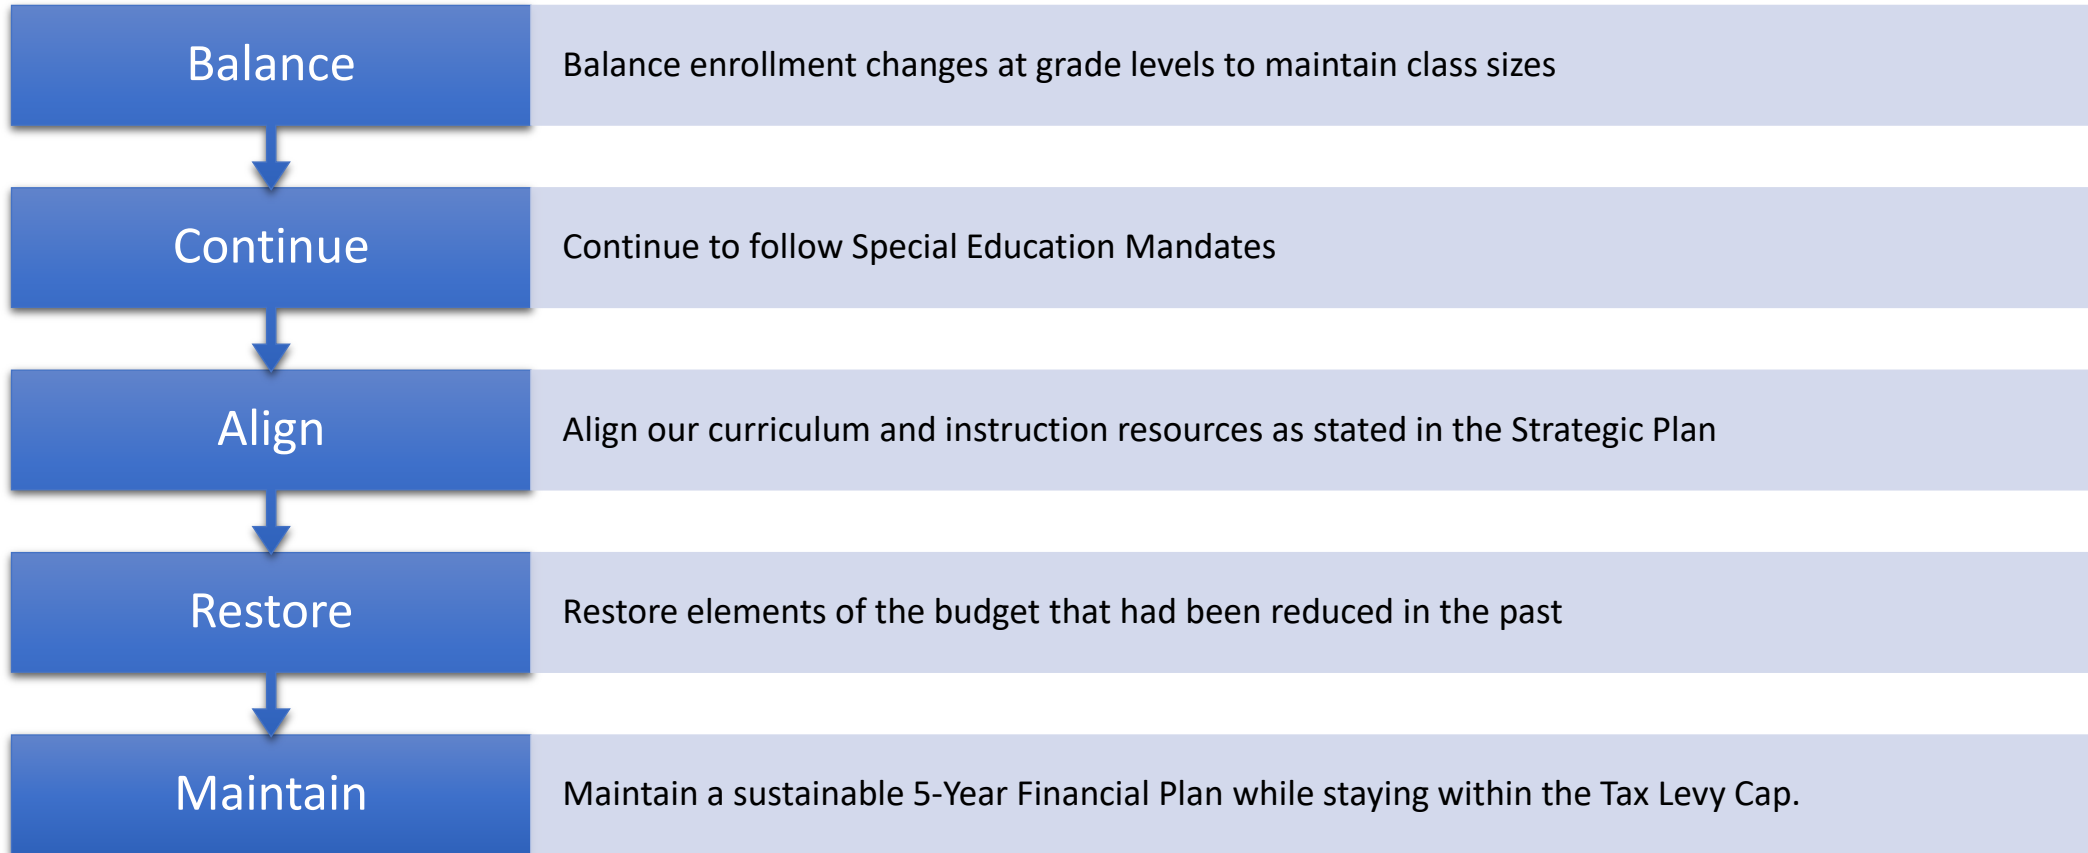 Balance
Balance enrollment changes at grade levels to maintain class sizes
Continue
Continue to follow Special Education Mandates
Align
Align our curriculum and instruction resources as stated in the Strategic Plan
Restore
Restore elements of the budget that had been reduced in the past
Maintain
Maintain a sustainable 5-Year Financial Plan while staying within the Tax Levy Cap.